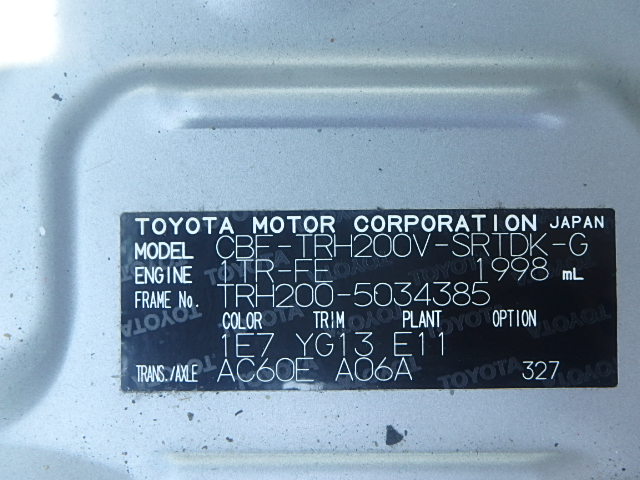 TOYOTA MOTOR CORPORATION JAPAN
MODEL CBF-TRH200V-SRTDK-G
ENGINE 1TR-FE 1998 mL
FRAME No. TRH200-5034385
COLOR TRIM PLANT OPTION
1E7 YG13 E11
TRANS./AXLE AC60E A06A 327